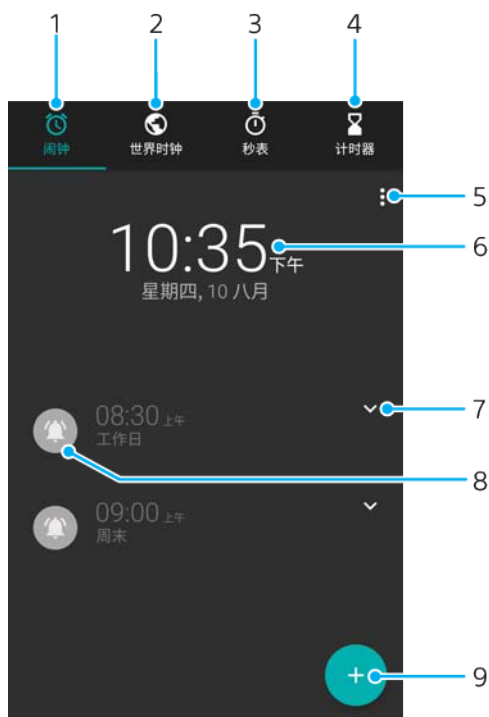 1 2 3 4
闹钟 世界时钟 秒表 计时器
5
10:35下午
6
星期四, 10 八月
08:30 上午
7
工作日
8
09:00 上午
周末
9